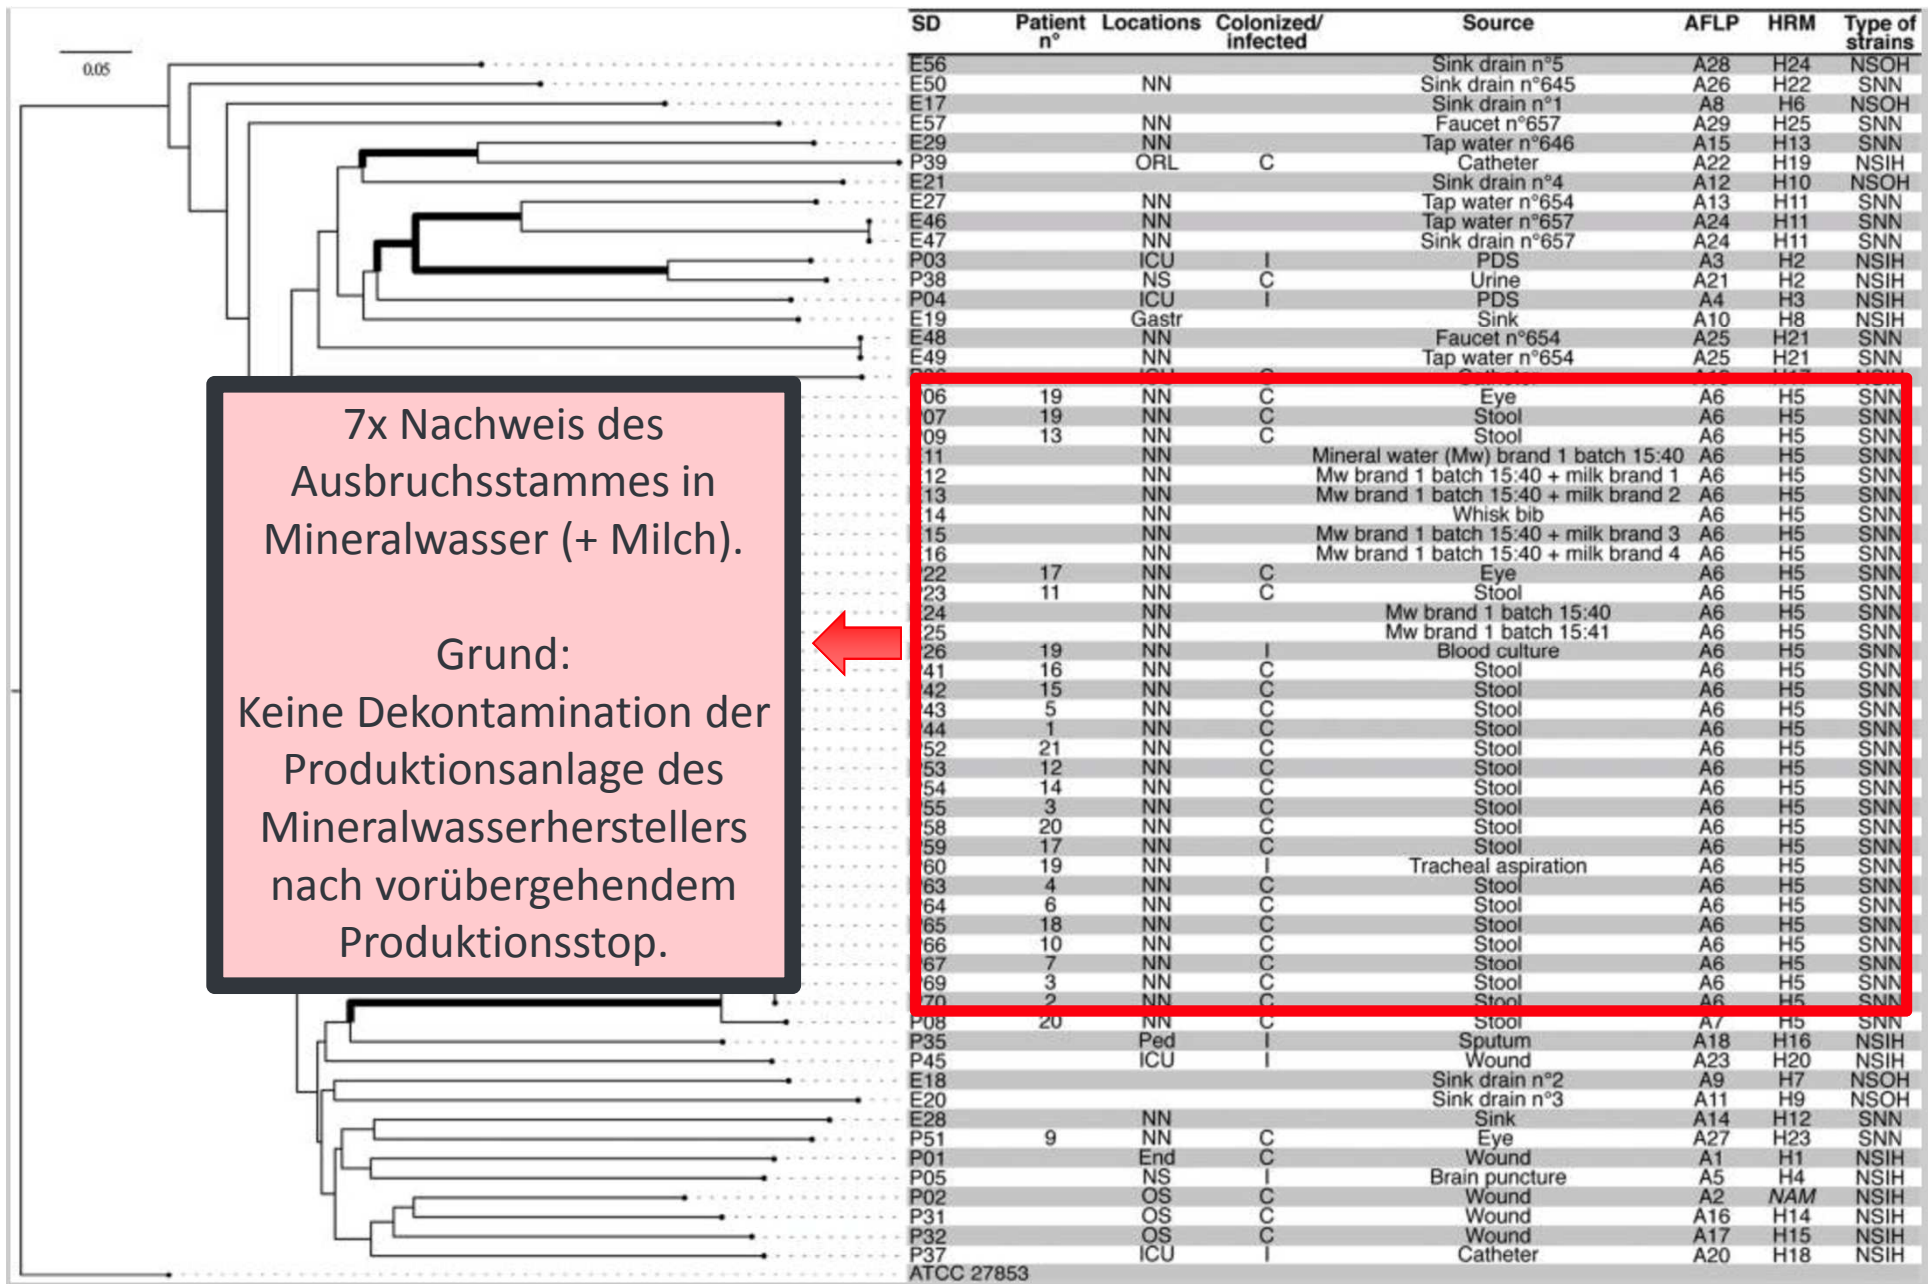 SD Patient n° Locations Colonized/ infected Source AFLP HRM Type of strains
0.05
E56 Sink drain n°5 A28 H24 NSOH
E50 NN Sink drain n°645 A26 H22 SNN
E17 Sink drain n°1 A8 H6 NSOH
E57 NN Faucet n°657 A29 H25 SNN
E29 NN Tap water n°646 A15 H13 SNN
P39 ORL C Catheter A22 H19 NSIH
E21 Sink drain n°4 A12 H10 NSOH
E27 NN Tap water n°654 A13 H11 SNN
E46 NN Tap water n°657 A24 H11 SNN
E47 NN Sink drain n°657 A24 H11 SNN
P03 ICU I PDS A3 H2 NSIH
P38 NS C Urine A21 H2 NSIH
P04 ICU I PDS A4 H3 NSIH
E19 Gastr Sink A10 H8 NSIH
E48 NN Faucet n°654 A25 H21 SNN
E49 NN Tap water n°654 A25 H21 SNN
7x Nachweis des
Ausbruchsstammes in
Mineralwasser (+ Milch).
Grund:
Keine Dekontamination der
Produktionsanlage des
Mineralwasserherstellers
nach vorübergehendem
Produktionsstop.
06 19 NN C Eye A6 H5 SNN
07 19 NN C Stool A6 H5 SNN
09 13 NN C Stool A6 H5 SNN
11 NN Mineral water (Mw) brand 1 batch 15:40 A6 H5 SNN
12 NN Mw brand 1 batch 15:40 + milk brand 1 A6 H5 SNN
13 NN Mw brand 1 batch 15:40 + milk brand 2 A6 H5 SNN
14 NN Whisk bib A6 H5 SNN
15 NN Mw brand 1 batch 15:40 + milk brand 3 A6 H5 SNN
16 NN Mw brand 1 batch 15:40 + milk brand 4 A6 H5 SNN
22 17 NN C Eye A6 H5 SNN
23 11 NN C Stool A6 H5 SNN
24 NN Mw brand 1 batch 15:40 A6 H5 SNN
25 NN Mw brand 1 batch 15:41 A6 H5 SNN
26 19 NN I Blood culture A6 H5 SNN
41 16 NN C Stool A6 H5 SNN
42 15 NN C Stool A6 H5 SNN
43 5 NN C Stool A6 H5 SNN
44 1 NN C Stool A6 H5 SNN
52 21 NN C Stool A6 H5 SNN
53 12 NN C Stool A6 H5 SNN
54 14 NN C Stool A6 H5 SNN
55 3 NN C Stool A6 H5 SNN
58 20 NN C Stool A6 H5 SNN
59 17 NN C Stool A6 H5 SNN
60 19 NN I Tracheal aspiration A6 H5 SNN
63 4 NN C Stool A6 H5 SNN
64 6 NN C Stool A6 H5 SNN
65 18 NN C Stool A6 H5 SNN
66 10 NN C Stool A6 H5 SNN
67 7 NN C Stool A6 H5 SNN
69 3 NN C Stool A6 H5 SNN
70 2 NN C Stool A6 H5 SNN
P08 20 NN C Stool A7 H5 SNN
P35 Ped I Sputum A18 H16 NSIH
P45 ICU I Wound A23 H20 NSIH
E18 Sink drain n°2 A9 H7 NSOH
E20 Sink drain n°3 A11 H9 NSOH
E28 NN Sink A14 H12 SNN
P51 9 NN C Eye A27 H23 SNN
P01 End C Wound A1 H1 NSIH
P05 NS I Brain puncture A5 H4 NSIH
P02 OS C Wound A2 NAM NSIH
P31 OS C Wound A16 H14 NSIH
P32 OS C Wound A17 H15 NSIH
P37 ICU I Catheter A20 H18 NSIH
ATCC 27853